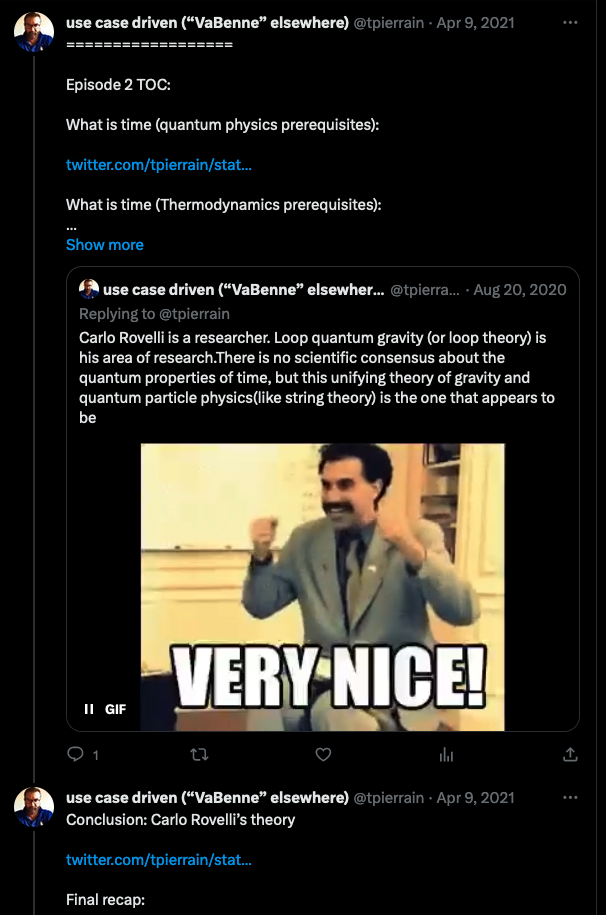 use case driven (“VaBenne” elsewhere) @tpierrain · Apr 9, 2021
==================
Episode 2 TOC:
What is time (quantum physics prerequisites):
twitter.com/tpierrain/stat...
What is time (Thermodynamics prerequisites):
...
Show more
use case driven (“VaBenne” elsewher... @tpierra... · Aug 20, 2020
Replying to @tpierrain
Carlo Rovelli is a researcher. Loop quantum gravity (or loop theory) is
his area of research.There is no scientific consensus about the
quantum properties of time, but this unifying theory of gravity and
quantum particle physics(like string theory) is the one that appears to
be
VERY NICE!
GIF
1
use case driven (“VaBenne” elsewhere) @tpierrain · Apr 9, 2021
Conclusion: Carlo Rovelli’s theory
twitter.com/tpierrain/stat...
Final recap: